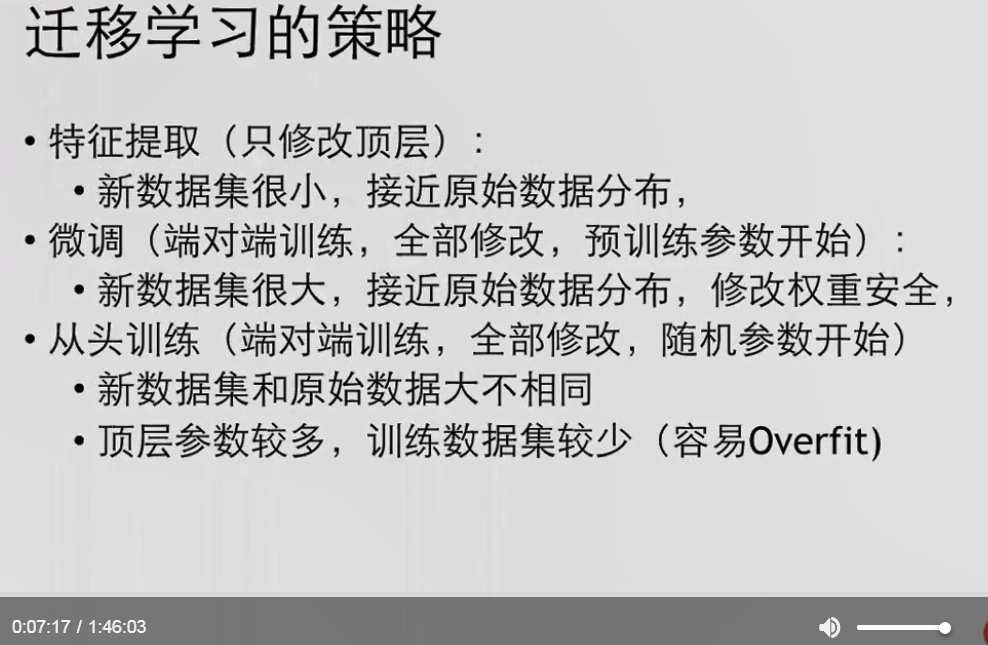 迁移学习的策略
• 特征提取（只修改顶层）：
• 新数据集很小，接近原始数据分布，
• 微调（端对端训练，全部修改，预训练参数开始）：
• 新数据集很大，接近原始数据分布，修改权重安全，
• 从头训练（端对端训练，全部修改，随机参数开始）
• 新数据集和原始数据大不相同
• 顶层参数较多，训练数据集较少（容易Overfit)
0:07:17 / 1:46:03